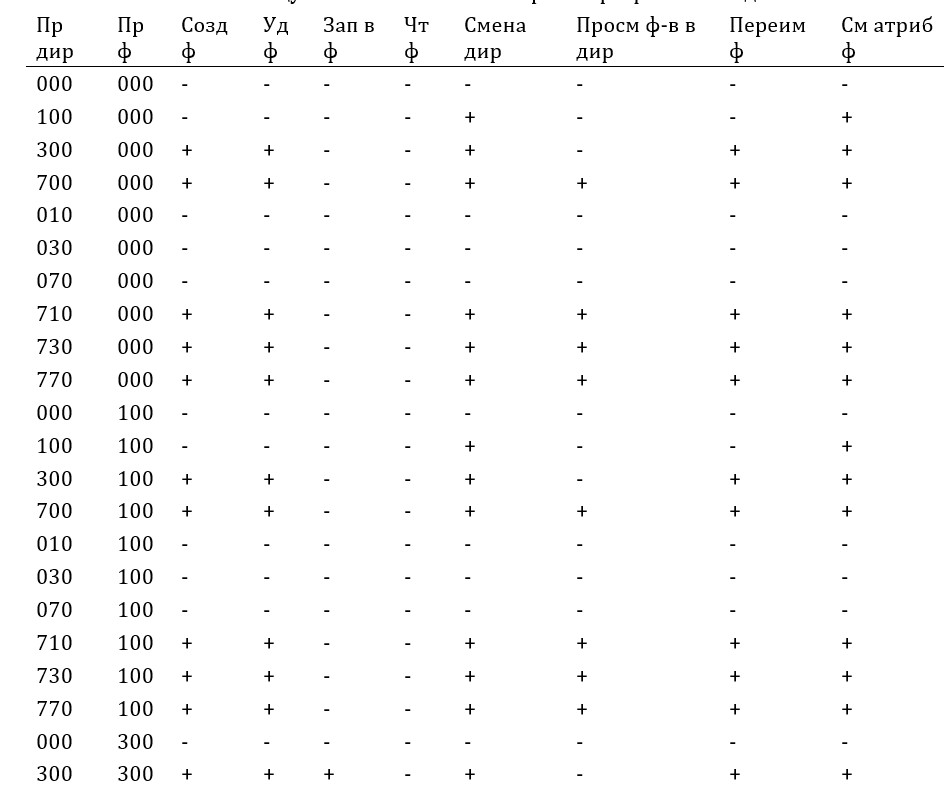 Пр дир Пр ф Созд ф Уд ф Зап в ф Чт ф Смена дир Просм ф-в в дир Переим ф См атриб ф
000 000 - - - - - - - -
100 000 - - - - + - - +
300 000 + + - - + - + +
700 000 + + - - + + + +
010 000 - - - - - - - -
030 000 - - - - - - - -
070 000 - - - - - - - -
710 000 + + - - + + + +
730 000 + + - - + + + +
770 000 + + - - + + + +
000 100 - - - - - - - -
100 100 - - - - + - - +
300 100 + + - - + - + +
700 100 + + - - + + + +
010 100 - - - - - - - -
030 100 - - - - - - - -
070 100 - - - - - - - -
710 100 + + - - + + + +
730 100 + + - - + + + +
770 100 + + - - + + + +
000 300 - - - - - - - -
300 300 + + + - + - + +